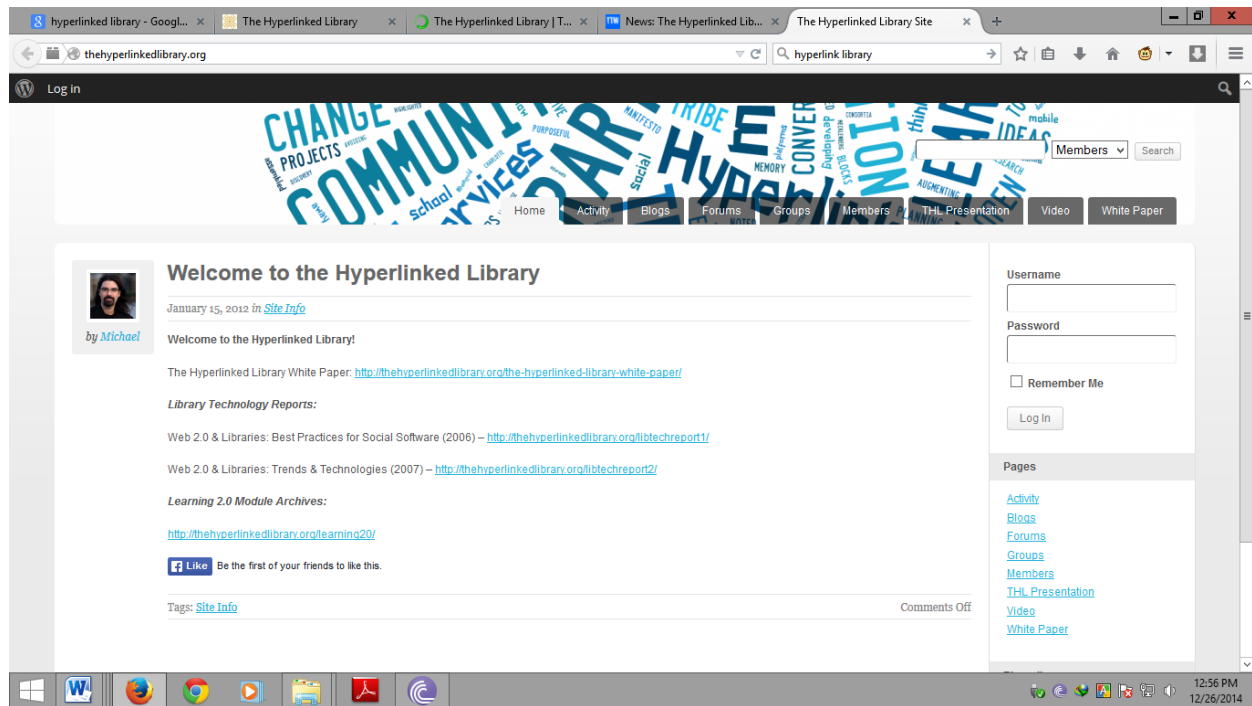 hyperlinked library - Googl...
The Hyperlinked Library
The Hyperlinked Library | T...
News: The Hyperlinked Lib...
The Hyperlinked Library Site
thehyperlinkedlibrary.org
hyperlink library
Log in
CHANGE
PROJECTS
COMMUNI
PURPOSEFUL
school
MANIFESTO
TRIBE
social
MEMORY
platforms
CONVER
developing
BLOCKS
CONSORTIA
mobile
IDEAS
AUGMENTING
PLANNING
Hyperlin
Members
Search
Home
Activity
Blogs
Forums
Groups
Members
THL Presentation
Video
White Paper
Welcome to the Hyperlinked Library
January 15, 2012 in Site Info
by Michael
Welcome to the Hyperlinked Library!
The Hyperlinked Library White Paper: http://thehyperlinkedlibrary.org/the-hyperlinked-library-white-paper/
Library Technology Reports:
Web 2.0 & Libraries: Best Practices for Social Software (2006) – http://thehyperlinkedlibrary.org/libtechreport1/
Web 2.0 & Libraries: Trends & Technologies (2007) – http://thehyperlinkedlibrary.org/libtechreport2/
Learning 2.0 Module Archives:
http://thehyperlinkedlibrary.org/learning20/
Like Be the first of your friends to like this.
Tags: Site Info
Comments Off
Username
Password
Remember Me
Log In
Pages
Activity
Blogs
Forums
Groups
Members
THL Presentation
Video
White Paper
12:56 PM
12/26/2014